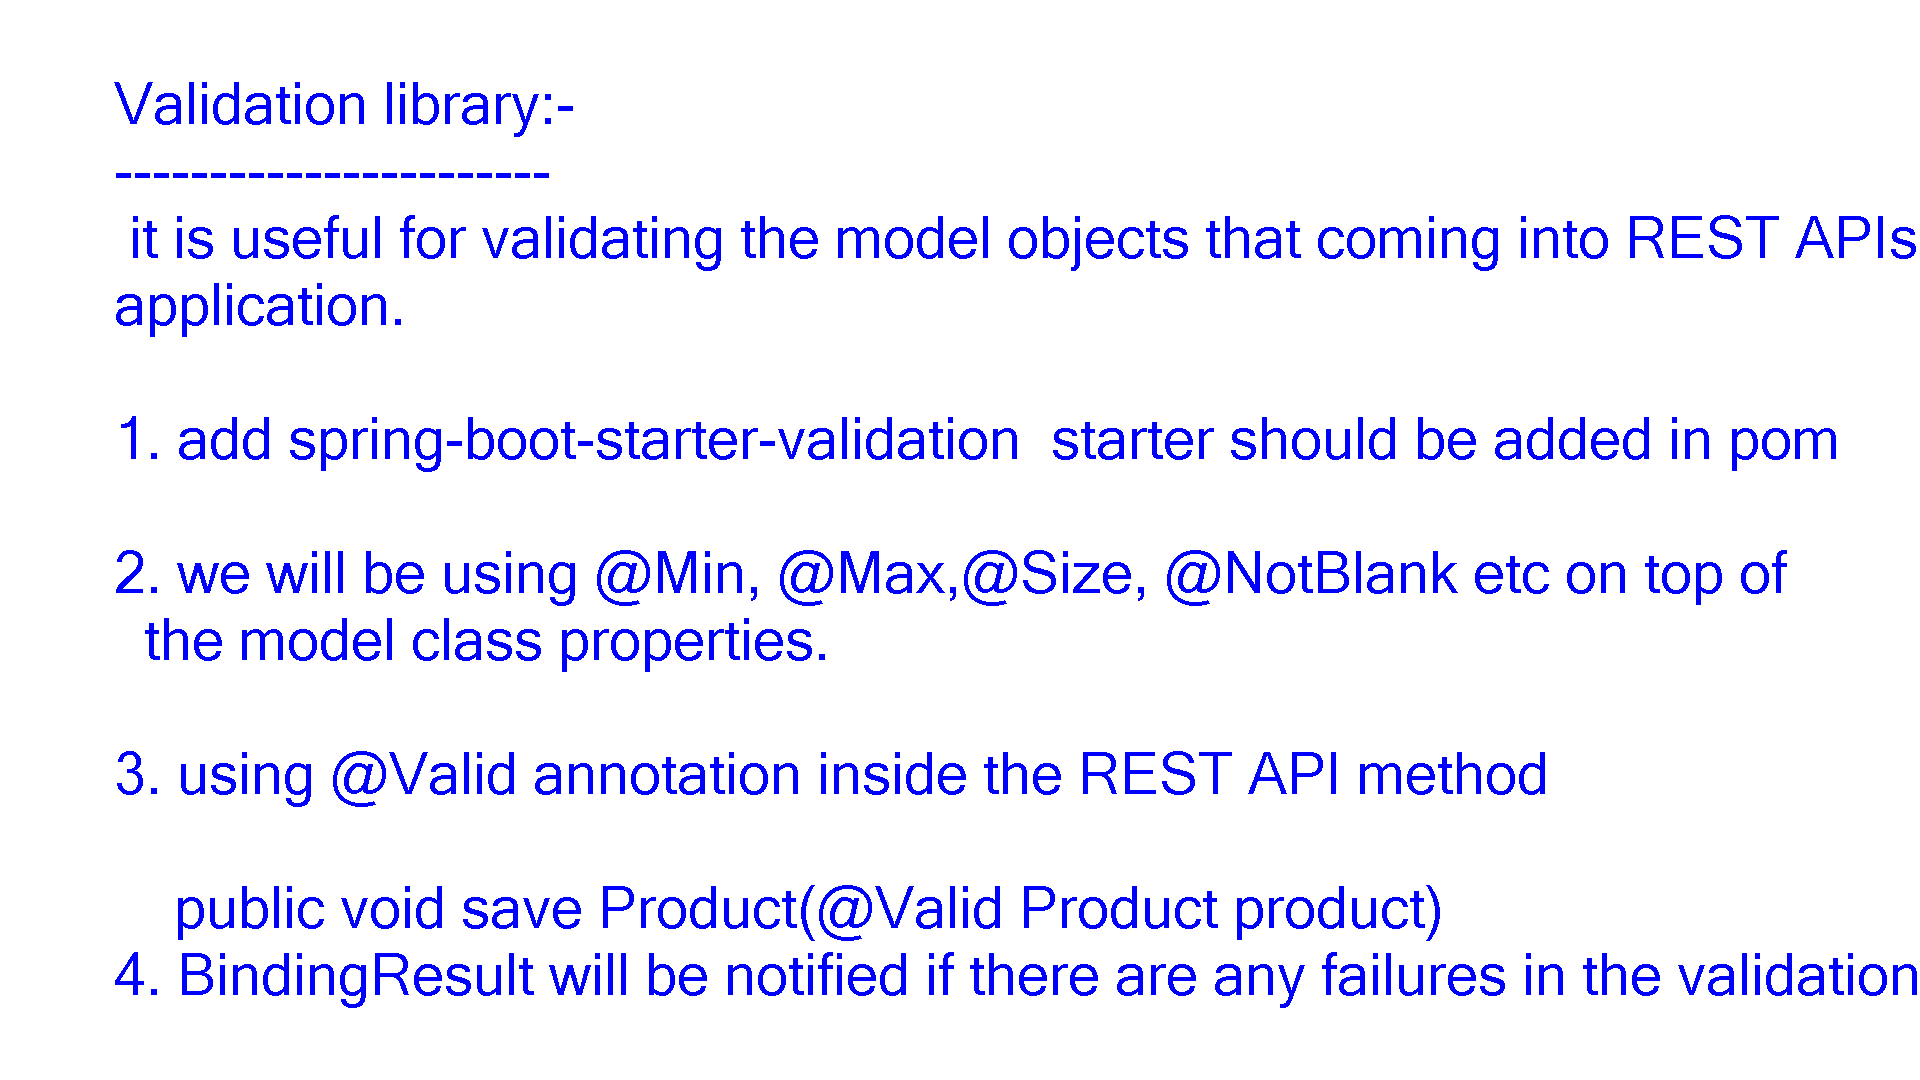 Validation library:-
-----------------------
it is useful for validating the model objects that coming into REST APIs
application.
1. add spring-boot-starter-validation  starter should be added in pom
2. we will be using @Min, @Max,@Size, @NotBlank etc on top of
the model class properties.
3. using @Valid annotation inside the REST API method
public void save Product(@Valid Product product)
4. BindingResult will be notified if there are any failures in the validation